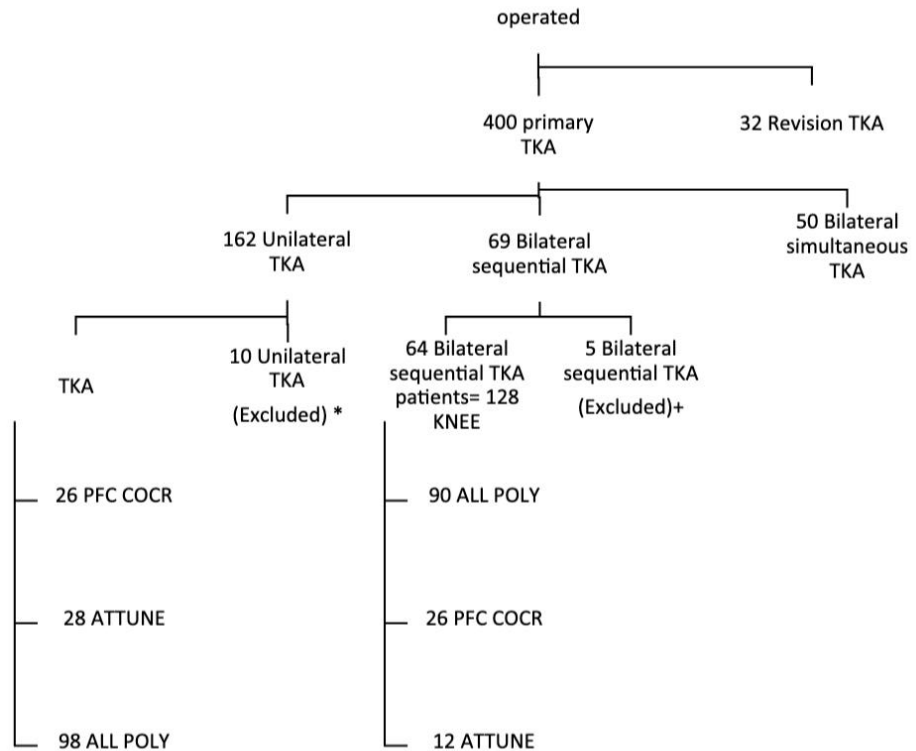 operated
400 primary
TKA
32 Revision TKA
162 Unilateral
TKA
69 Bilateral
sequential TKA
50 Bilateral
simultaneous
TKA
TKA
10 Unilateral
TKA
(Excluded) *
64 Bilateral
sequential TKA
patients= 128
KNEE
5 Bilateral
sequential TKA
(Excluded)+
26 PFC COCR
28 ATTUNE
98 ALL POLY
90 ALL POLY
26 PFC COCR
12 ATTUNE